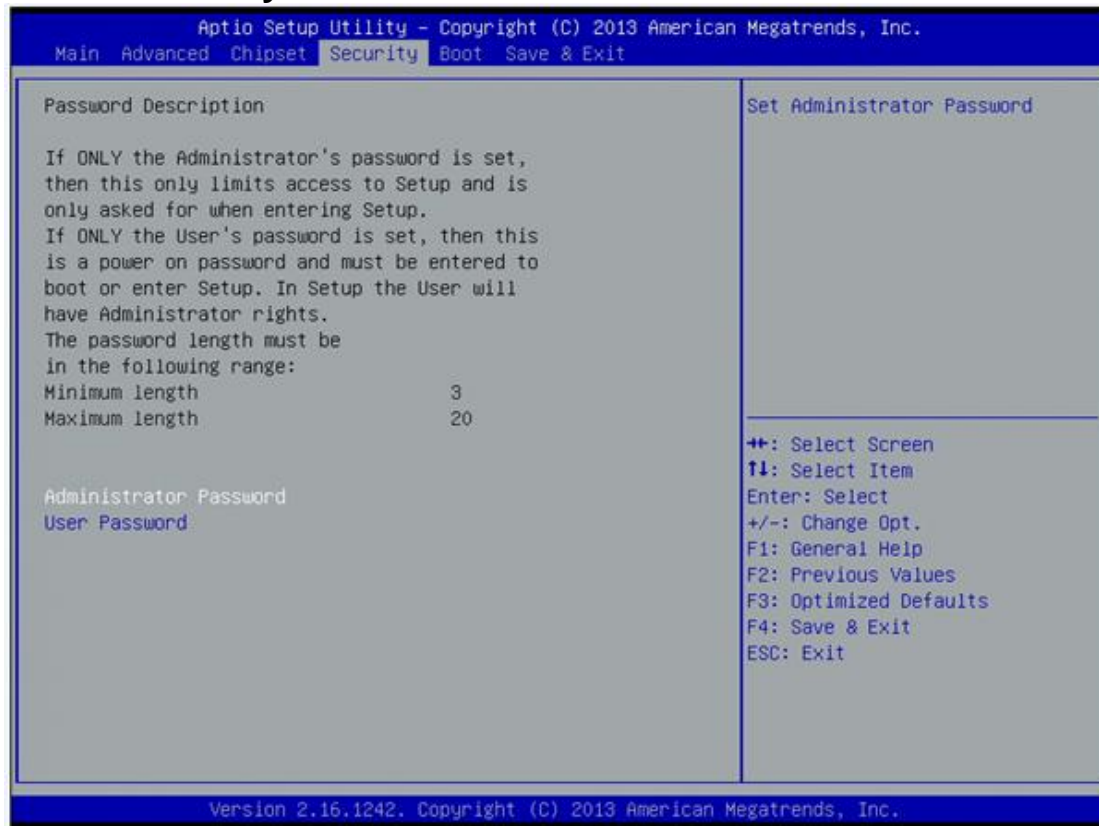 Aptio Setup Utility – Copyright (C) 2013 American Megatrends, Inc.
Main Advanced Chipset Security Boot Save & Exit
Password Description
If ONLY the Administrator's password is set,
then this only limits access to Setup and is
only asked for when entering Setup.
If ONLY the User's password is set, then this
is a power on password and must be entered to
boot or enter Setup. In Setup the User will
have Administrator rights.
The password length must be
in the following range:
Minimum length 3
Maximum length 20
Administrator Password
User Password
Set Administrator Password
→←: Select Screen
↑↓: Select Item
Enter: Select
+/-: Change Opt.
F1: General Help
F2: Previous Values
F3: Optimized Defaults
F4: Save & Exit
ESC: Exit
Version 2.16.1242. Copyright (C) 2013 American Megatrends, Inc.